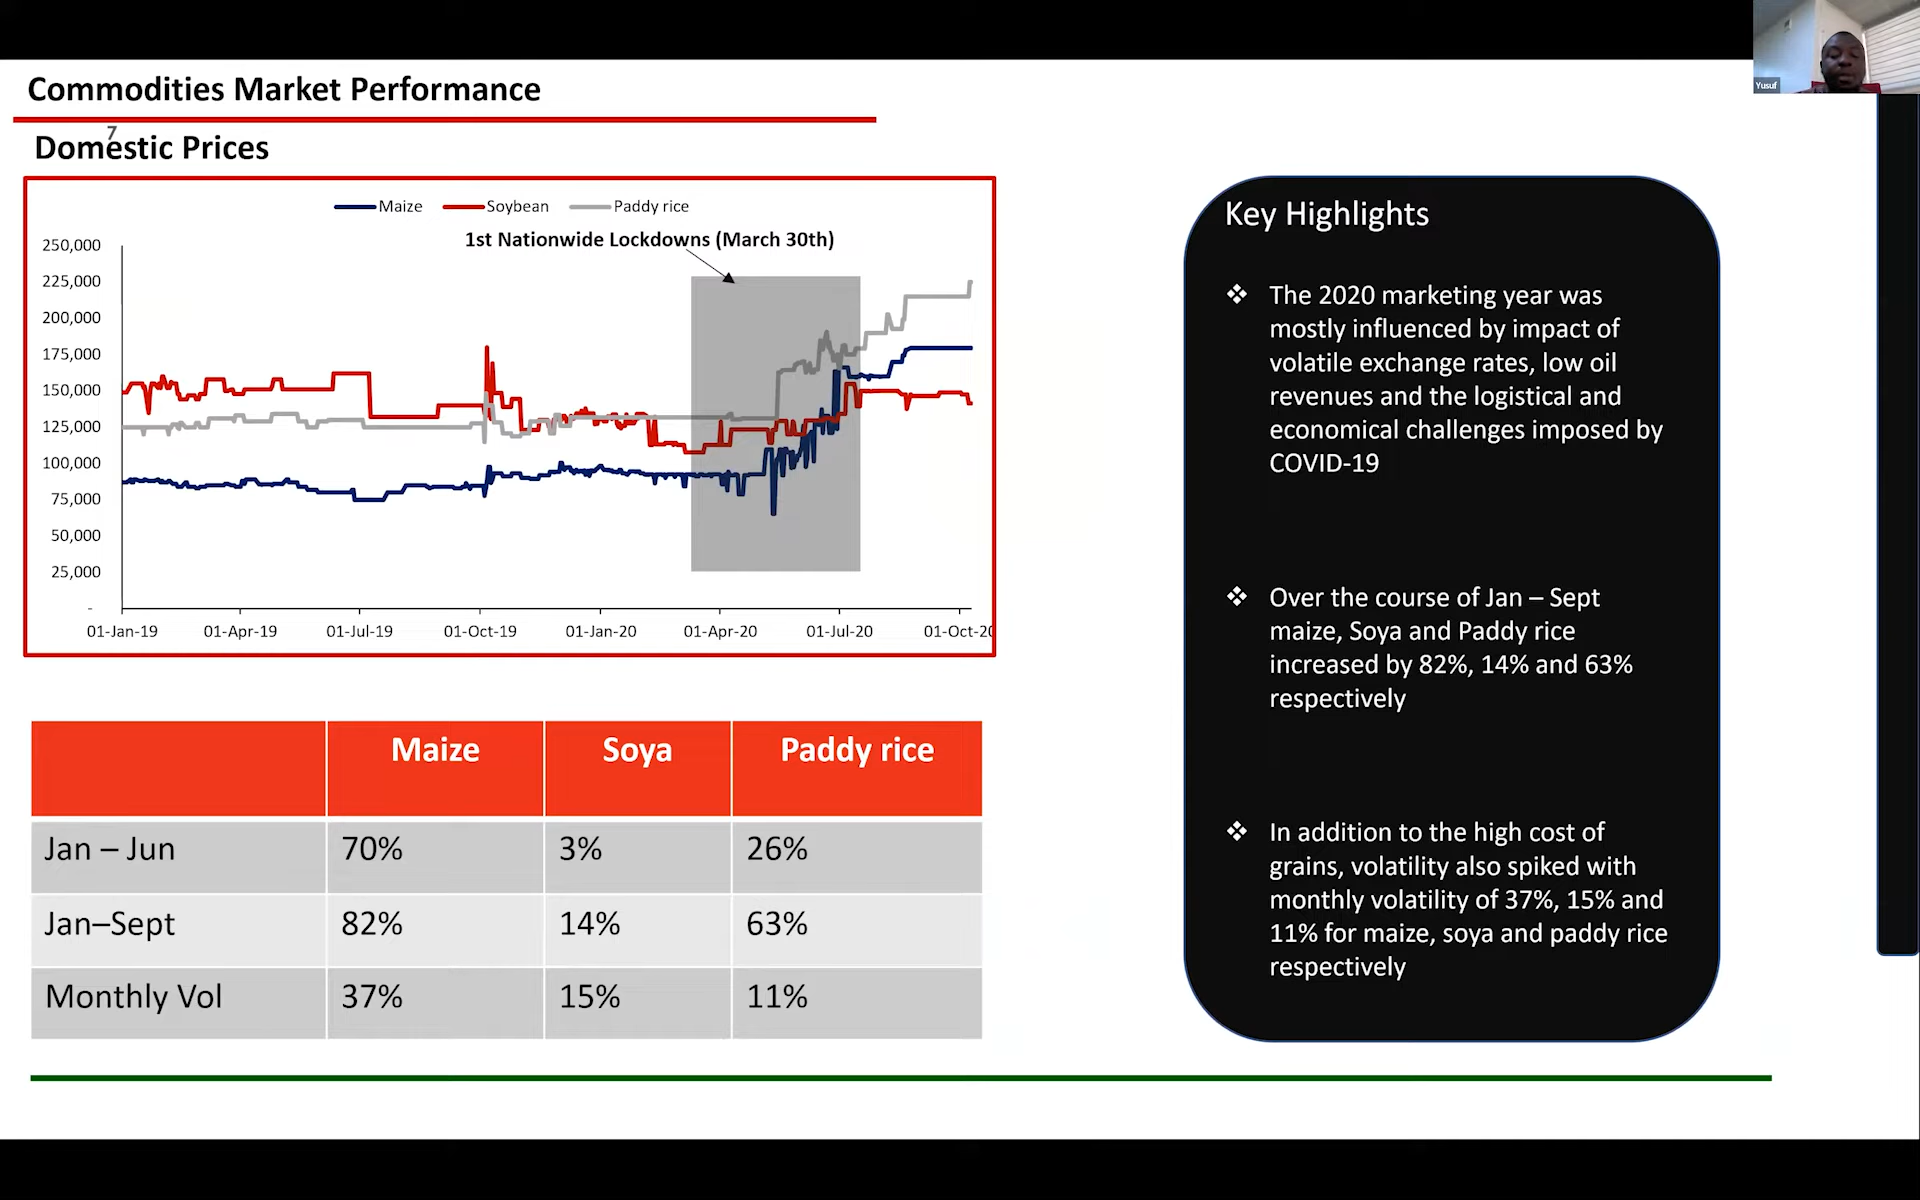 Yusuf
Commodities Market Performance
7
Domestic Prices
Maize Soybean Paddy rice
1st Nationwide Lockdowns (March 30th)
250,000
225,000
200,000
175,000
150,000
125,000
100,000
75,000
50,000
25,000
-
01-Jan-19 01-Apr-19 01-Jul-19 01-Oct-19 01-Jan-20 01-Apr-20 01-Jul-20 01-Oct-20
Maize Soya Paddy rice
Jan – Jun 70% 3% 26%
Jan–Sept 82% 14% 63%
Monthly Vol 37% 15% 11%
Key Highlights
❖ The 2020 marketing year was
mostly influenced by impact of
volatile exchange rates, low oil
revenues and the logistical and
economical challenges imposed by
COVID-19
❖ Over the course of Jan – Sept
maize, Soya and Paddy rice
increased by 82%, 14% and 63%
respectively
❖ In addition to the high cost of
grains, volatility also spiked with
monthly volatility of 37%, 15% and
11% for maize, soya and paddy rice
respectively